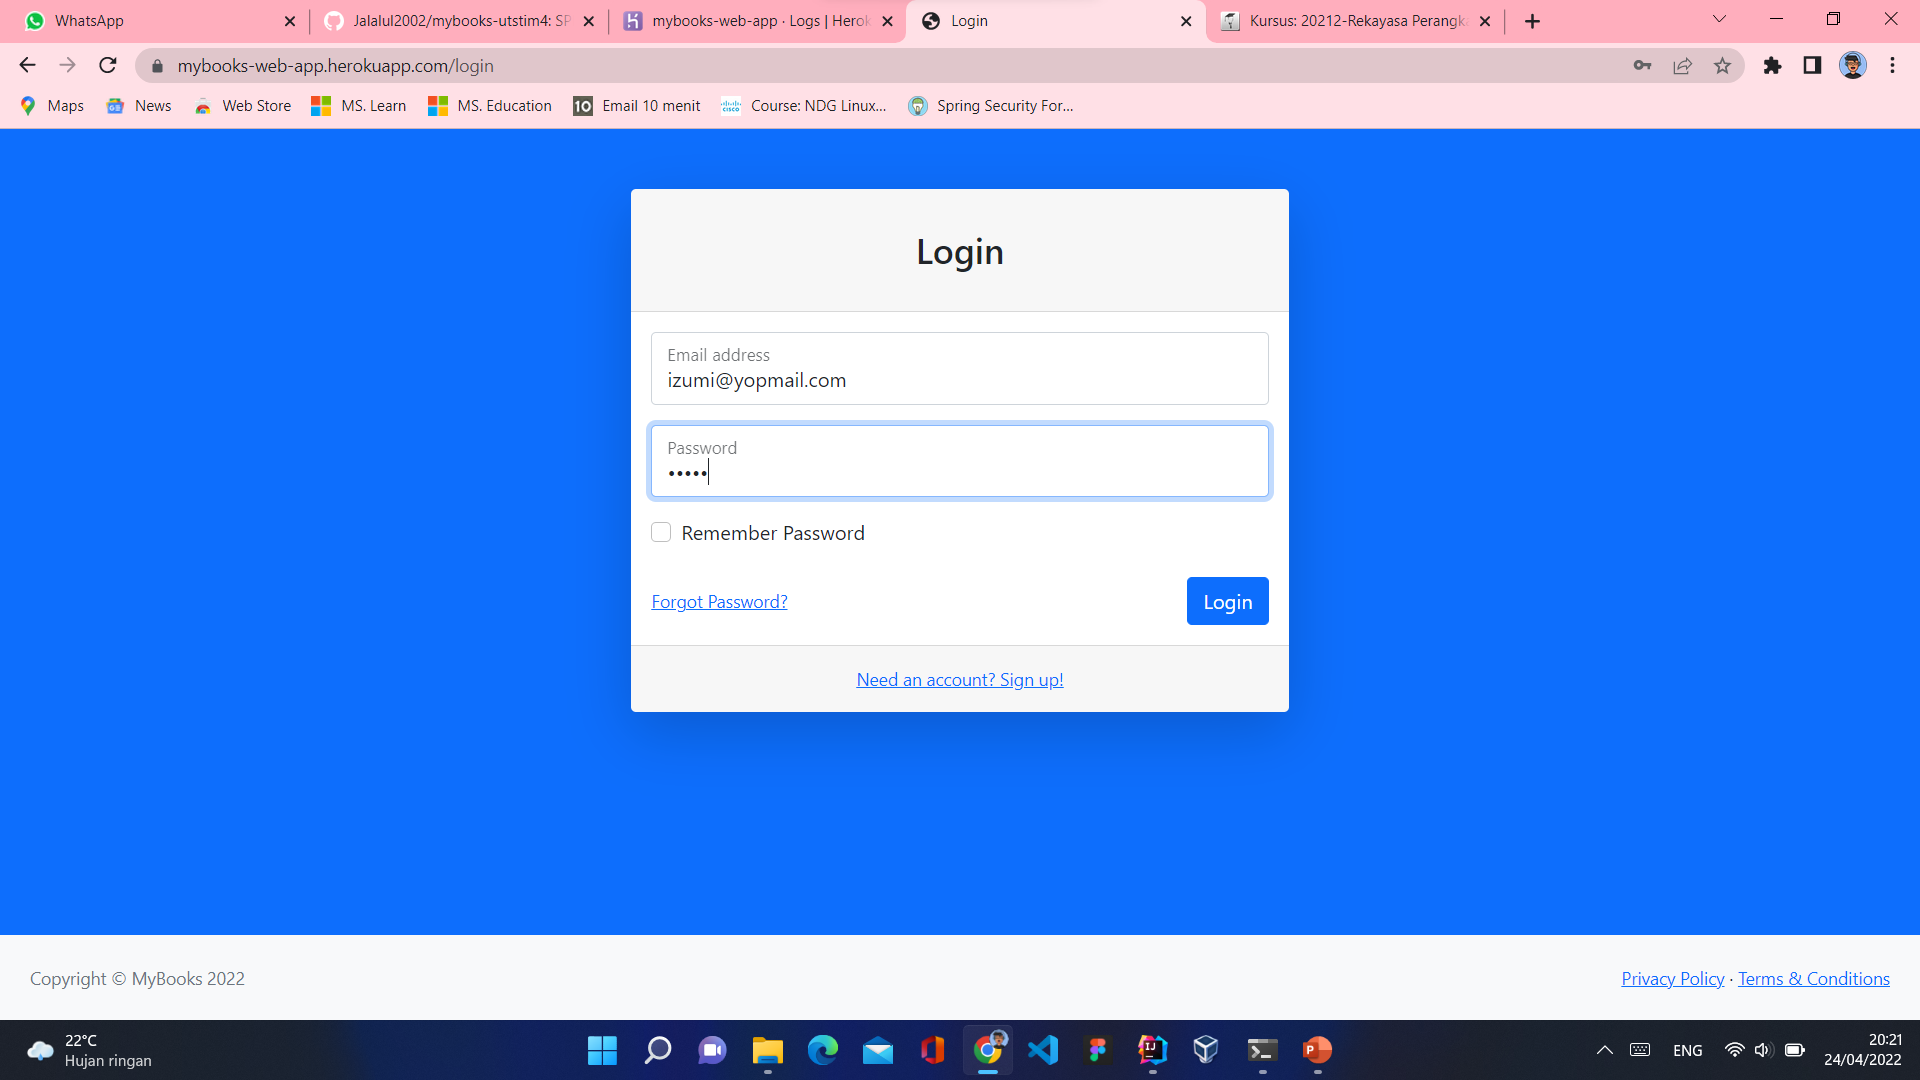 WhatsApp
Jalalul2002/mybooks-utstim4: SP
mybooks-web-app · Logs | Herok
Login
Kursus: 20212-Rekayasa Perangka
mybooks-web-app.herokuapp.com/login
Maps
News
Web Store
MS. Learn
MS. Education
10
Email 10 menit
Course: NDG Linux...
Spring Security For...
Login
Email address
izumi@yopmail.com
Password
•••••
Remember Password
Forgot Password?
Login
Need an account? Sign up!
Copyright © MyBooks 2022
Privacy Policy · Terms & Conditions
22°C
Hujan ringan
ENG
20:21
24/04/2022